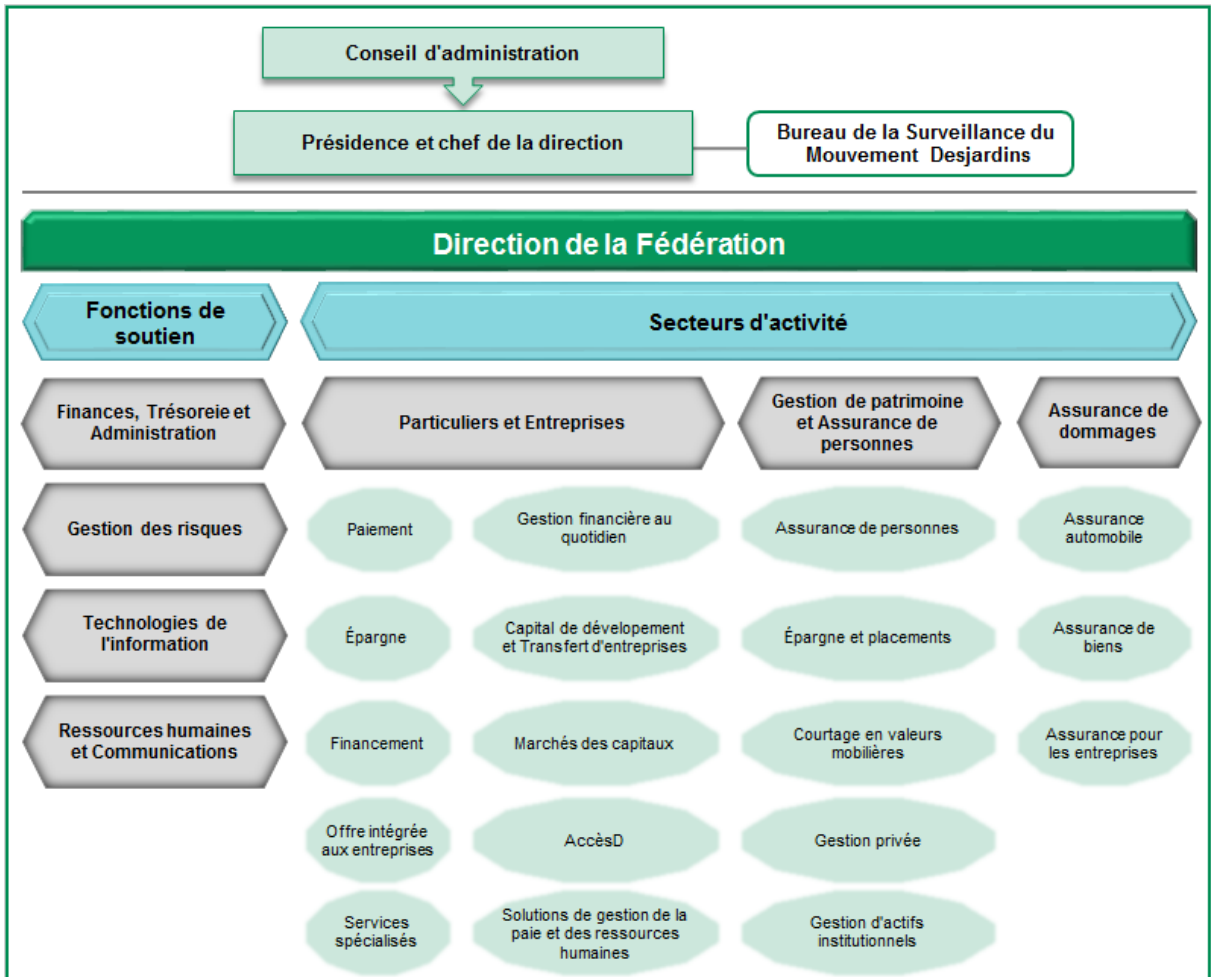 Conseil d'administration
Présidence et chef de la direction
Bureau de la Surveillance du
Mouvement Desjardins
Direction de la Fédération
Fonctions de
soutien
Secteurs d'activité
Finances, Trésoreie et
Administration
Particuliers et Entreprises
Gestion de patrimoine
et Assurance de
personnes
Assurance de
dommages
Gestion des risques
Paiement
Gestion financière au
quotidien
Assurance de personnes
Assurance
automobile
Technologies de
l'information
Épargne
Capital de dévelopement
et Transfert d'entreprises
Épargne et placements
Assurance de
biens
Ressources humaines
et Communications
Financement
Marchés des capitaux
Courtage en valeurs
mobilières
Assurance pour
les entreprises
Offre intégrée
aux entreprises
AccèsD
Gestion privée
Services
spécialisés
Solutions de gestion de la
paie et des ressources
humaines
Gestion d'actifs
institutionnels